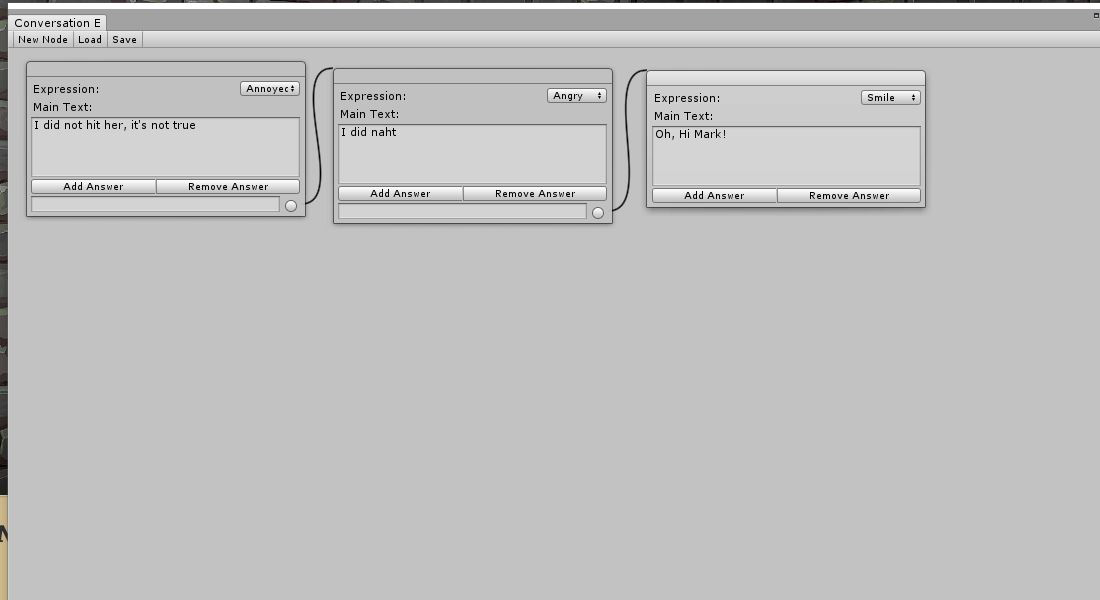 Conversation E
New Node Load Save
Expression: Annoyed
Main Text:
I did not hit her, it's not true
Add Answer Remove Answer
Expression: Angry
Main Text:
I did naht
Add Answer Remove Answer
Expression: Smile
Main Text:
Oh, Hi Mark!
Add Answer Remove Answer